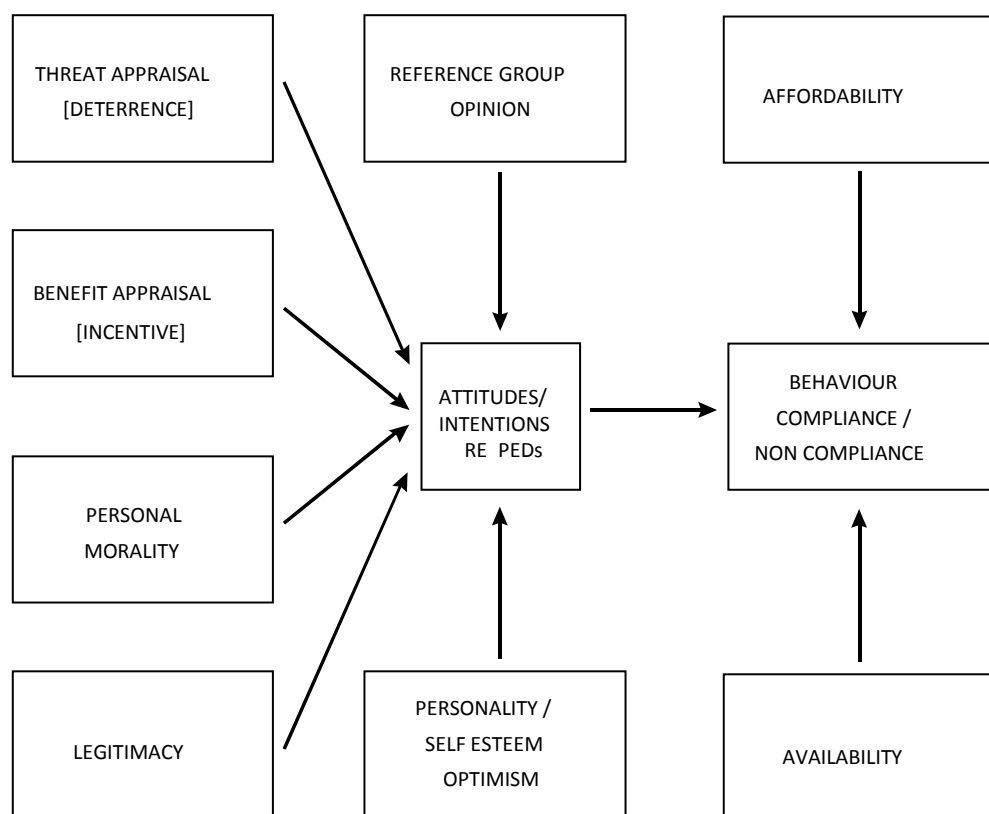 THREAT APPRAISAL
[DETERRENCE]
REFERENCE GROUP
OPINION
AFFORDABILITY
BENEFIT APPRAISAL
[INCENTIVE]
ATTITUDES/
INTENTIONS
RE PEDs
BEHAVIOUR
COMPLIANCE /
NON COMPLIANCE
PERSONAL
MORALITY
LEGITIMACY
PERSONALITY /
SELF ESTEEM
OPTIMISM
AVAILABILITY